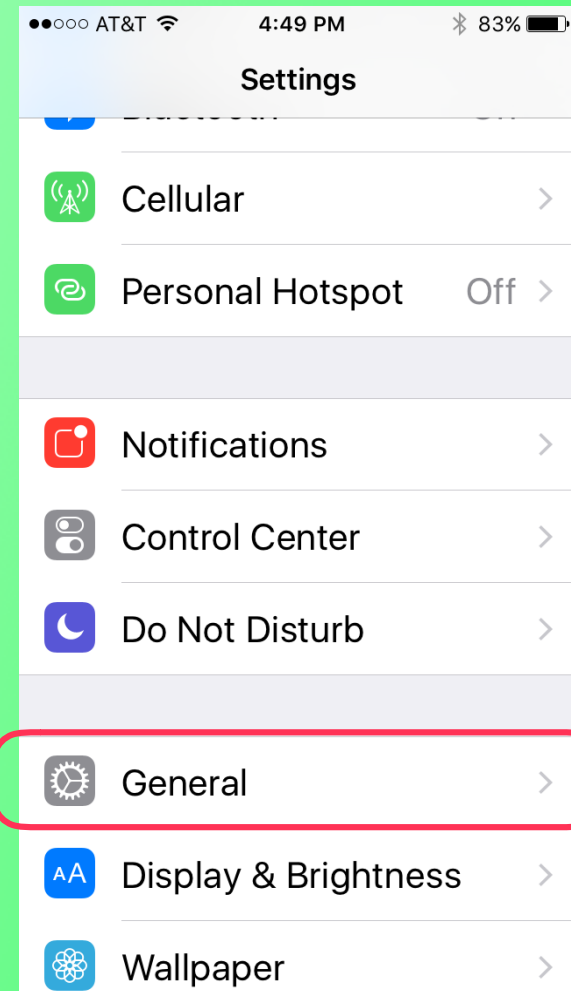 AT&T 4:49 PM 83%
Settings
Cellular
Personal Hotspot Off
Notifications
Control Center
Do Not Disturb
General
AA Display & Brightness
Wallpaper